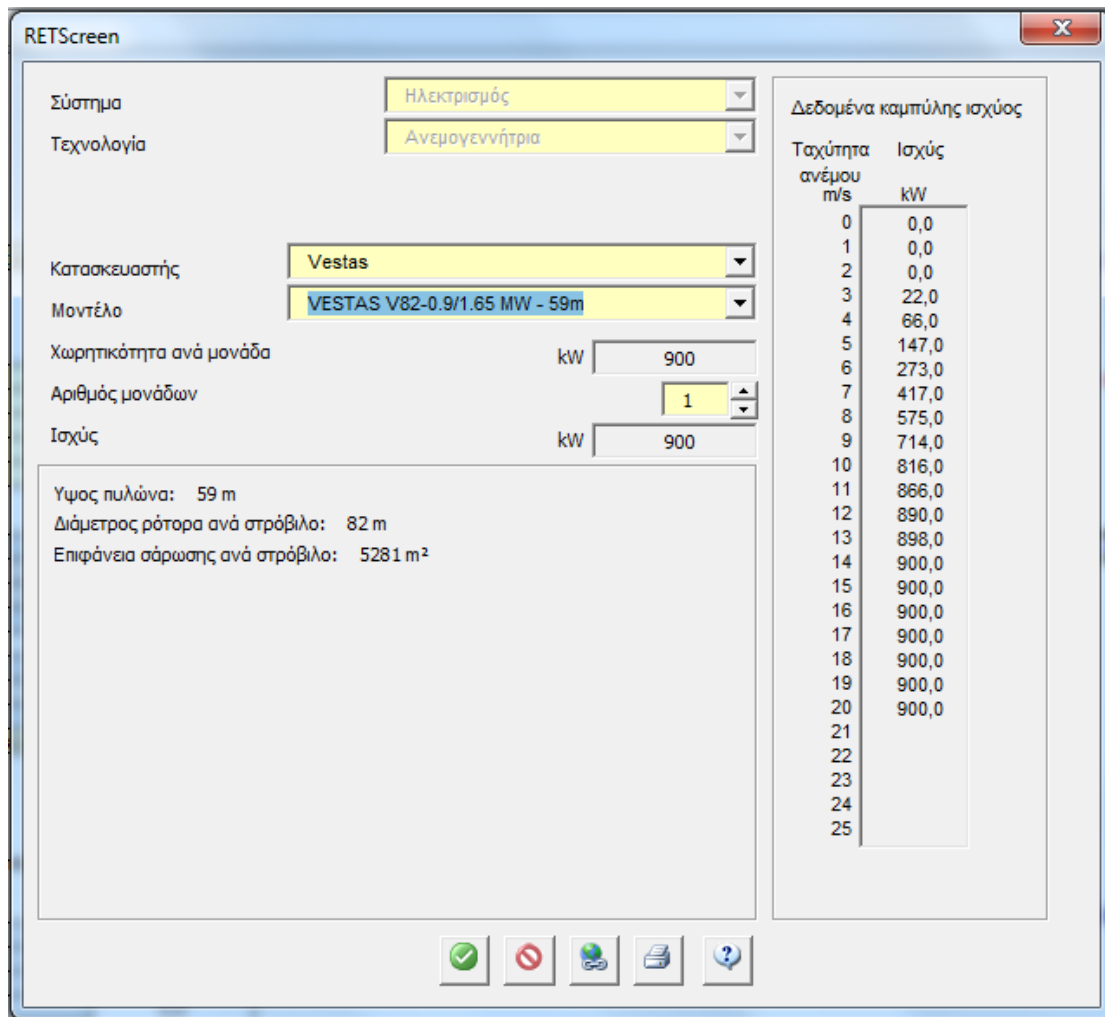 RETScreen
Σύστημα Ηλεκτρισμός
Τεχνολογία Ανεμογεννήτρια
Κατασκευαστής Vestas
Μοντέλο VESTAS V82-0.9/1.65 MW - 59m
Χωρητικότητα ανά μονάδα kW 900
Αριθμός μονάδων 1
Ισχύς kW 900
Υψος πυλώνα: 59 m
Διάμετρος ρότορα ανά στρόβιλο: 82 m
Επιφάνεια σάρωσης ανά στρόβιλο: 5281 m²
Δεδομένα καμπύλης ισχύος
Ταχύτητα Ισχύς
ανέμου
m/s kW
0 0,0
1 0,0
2 0,0
3 22,0
4 66,0
5 147,0
6 273,0
7 417,0
8 575,0
9 714,0
10 816,0
11 866,0
12 890,0
13 898,0
14 900,0
15 900,0
16 900,0
17 900,0
18 900,0
19 900,0
20 900,0
21
22
23
24
25